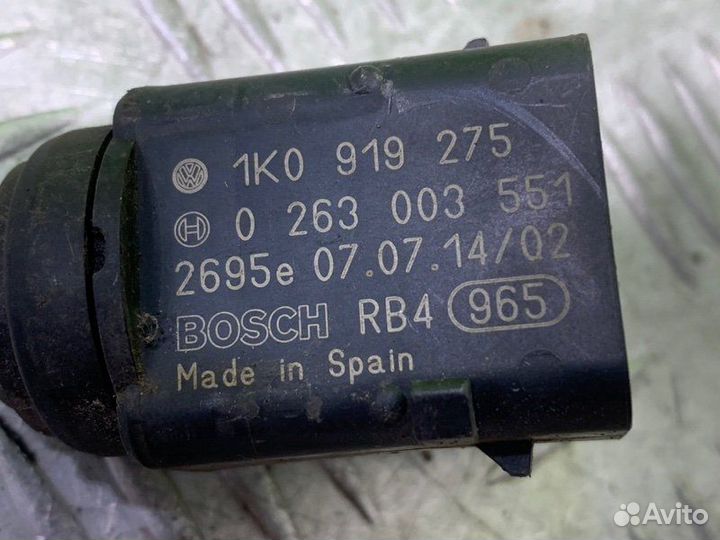 VW 1K0 919 275
H 0 263 003 551
2695e 07.07.14/02
BOSCH RB4 965
Made in Spain
Avito